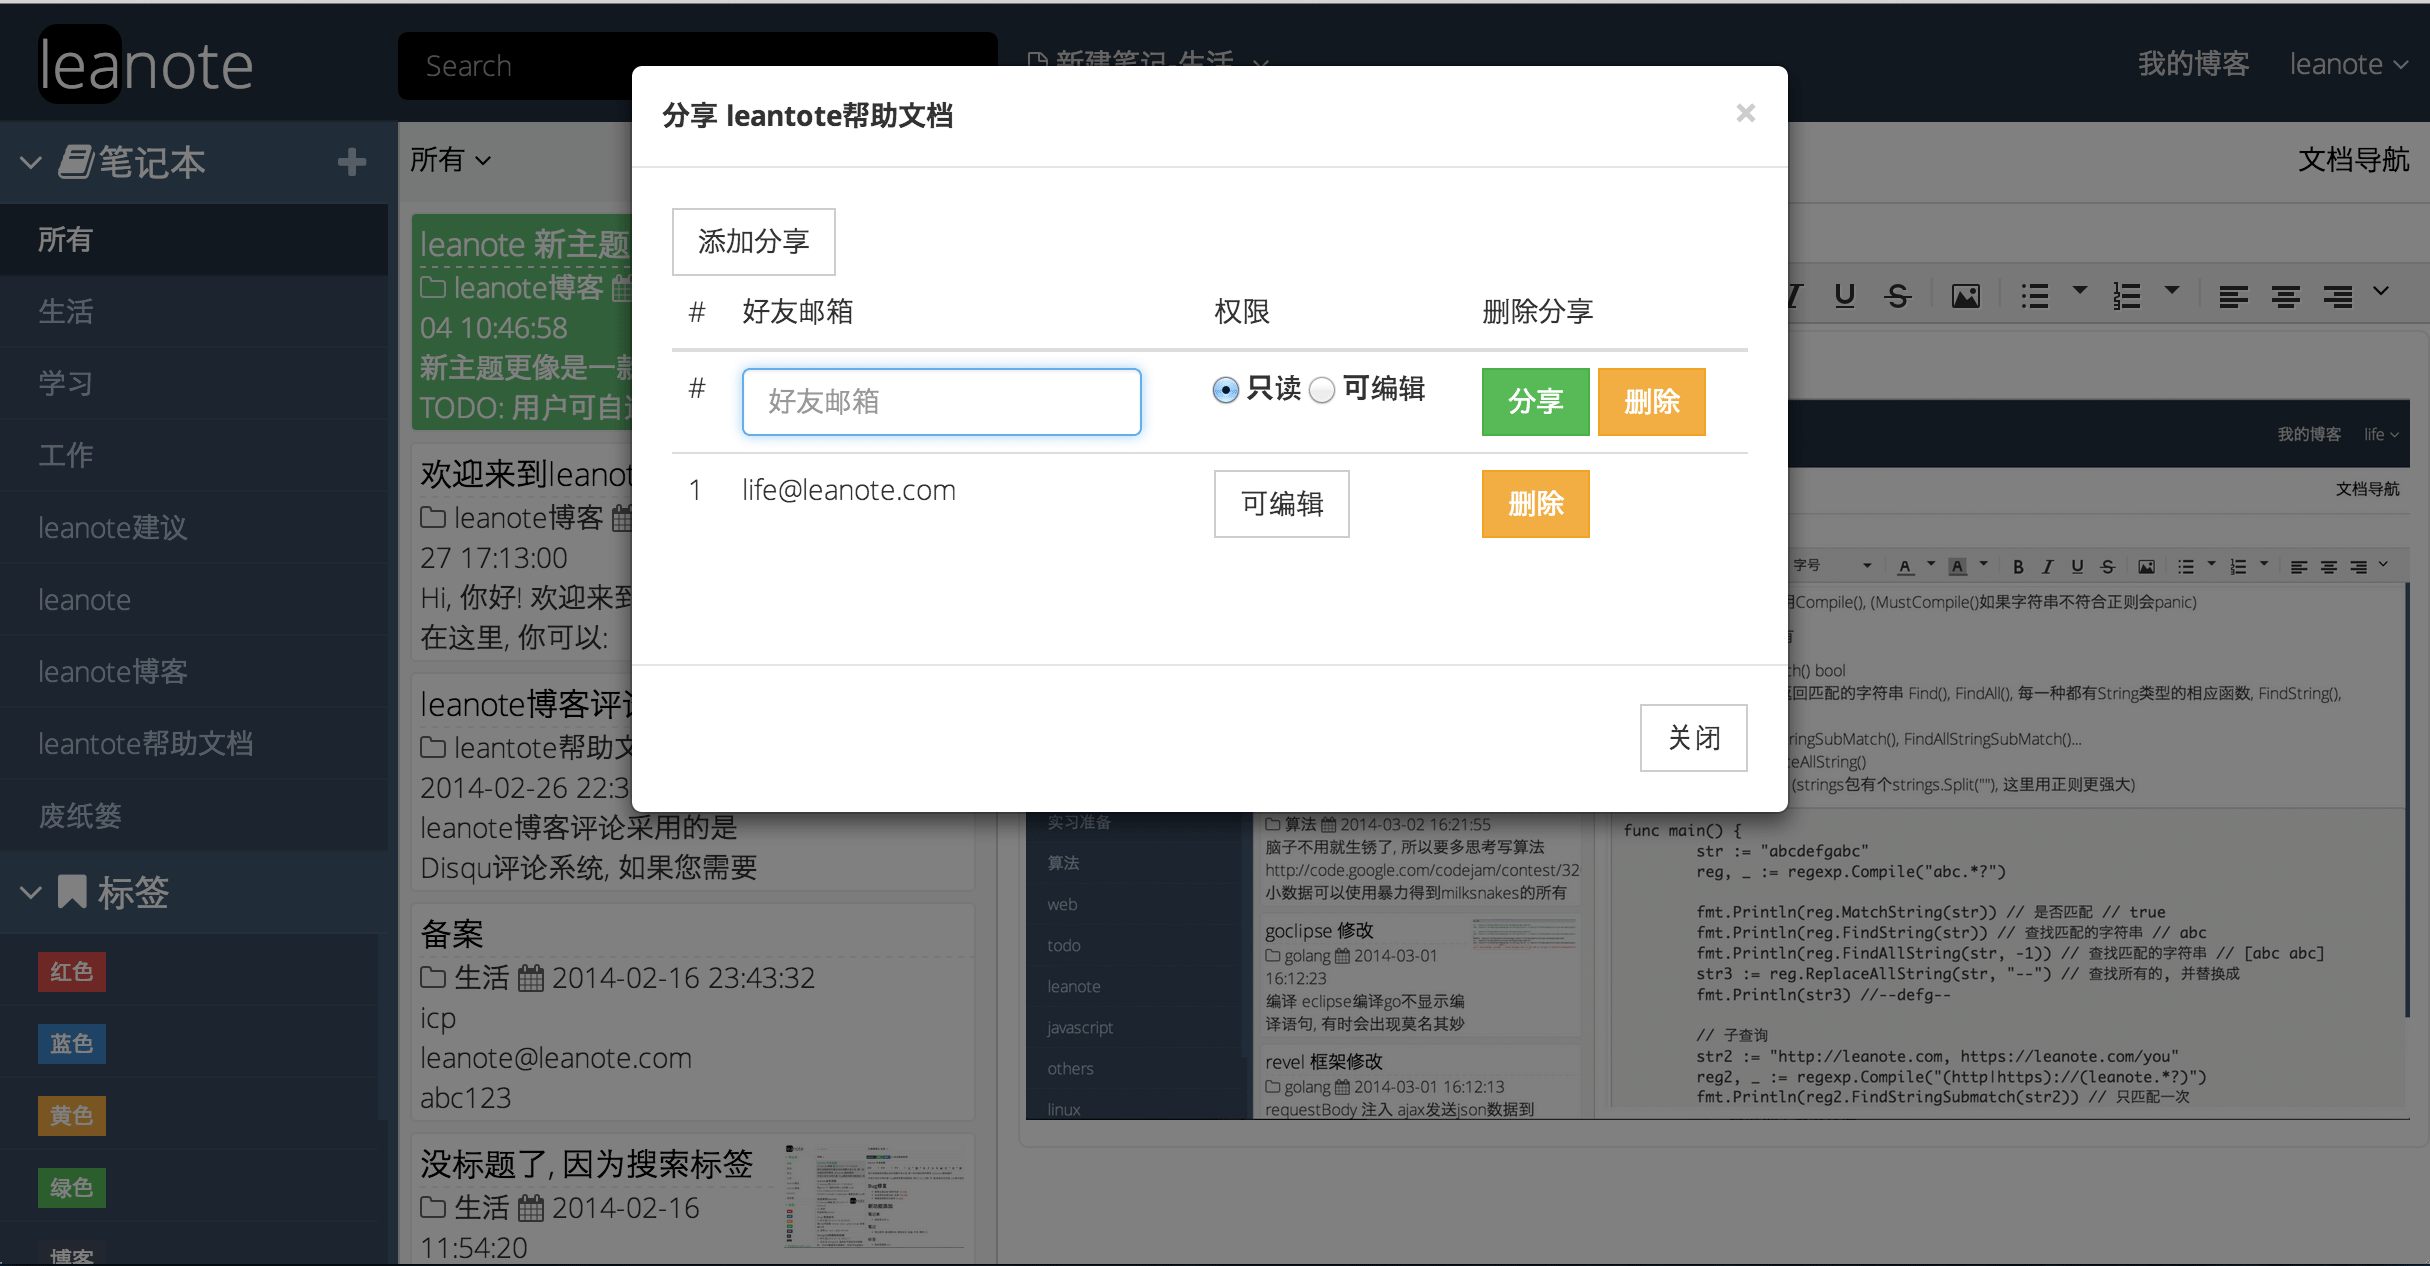 leanote
Search
新建笔记-生活
我的博客
leanote
笔记本
所有
生活
学习
工作
leanote建议
leanote
leanote博客
leantote帮助文档
废纸篓
标签
红色
蓝色
黄色
绿色
博客
所有
leanote 新主题
leanote博客
04 10:46:58
新主题更像是一款
TODO: 用户可自
欢迎来到leanot
leanote博客
27 17:13:00
Hi, 你好! 欢迎来到
在这里, 你可以:
leanote博客评
leantote帮助文
2014-02-26 22:3
leanote博客评论采用的是
Disqu评论系统, 如果您需要
备案
生活 2014-02-16 23:43:32
icp
leanote@leanote.com
abc123
没标题了, 因为搜索标签
生活 2014-02-16
11:54:20
分享 leantote帮助文档
×
添加分享
# 好友邮箱 权限 删除分享
# 好友邮箱 只读 可编辑 分享 删除
1 life@leanote.com 可编辑 删除
关闭
文档导航
我的博客 life
文档导航
字号
Compile(), (MustCompile()如果字符串不符合正则会panic)
ch() bool
回匹配的字符串 Find(), FindAll(), 每一种都有String类型的相应函数, FindString(),
ringSubMatch(), FindAllStringSubMatch()...
ceAllString()
(strings包有个strings.Split(""), 这里用正则更强大)
实习准备
算法
web
todo
leanote
javascript
others
linux
算法 2014-03-02 16:21:55
脑子不用就生锈了, 所以要多思考写算法
http://code.google.com/codejam/contest/32
小数据可以使用暴力得到milksnakes的所有
goclipse 修改
golang 2014-03-01
16:12:23
编译 eclipse编译go不显示编
译语句, 有时会出现莫名其妙
revel 框架修改
golang 2014-03-01 16:12:13
requestBody 注入 ajax发送json数据到
func main() {
str := "abcdefgabc"
reg, _ := regexp.Compile("abc.*?")
fmt.Println(reg.MatchString(str)) // 是否匹配 // true
fmt.Println(reg.FindString(str)) // 查找匹配的字符串 // abc
fmt.Println(reg.FindAllString(str, -1)) // 查找匹配的字符串 // [abc abc]
str3 := reg.ReplaceAllString(str, "--") // 查找所有的, 并替换成
fmt.Println(str3) //--defg--
// 子查询
str2 := "http://leanote.com, https://leanote.com/you"
reg2, _ := regexp.Compile("(http|https)://(leanote.*?)")
fmt.Println(reg2.FindStringSubmatch(str2)) // 只匹配一次